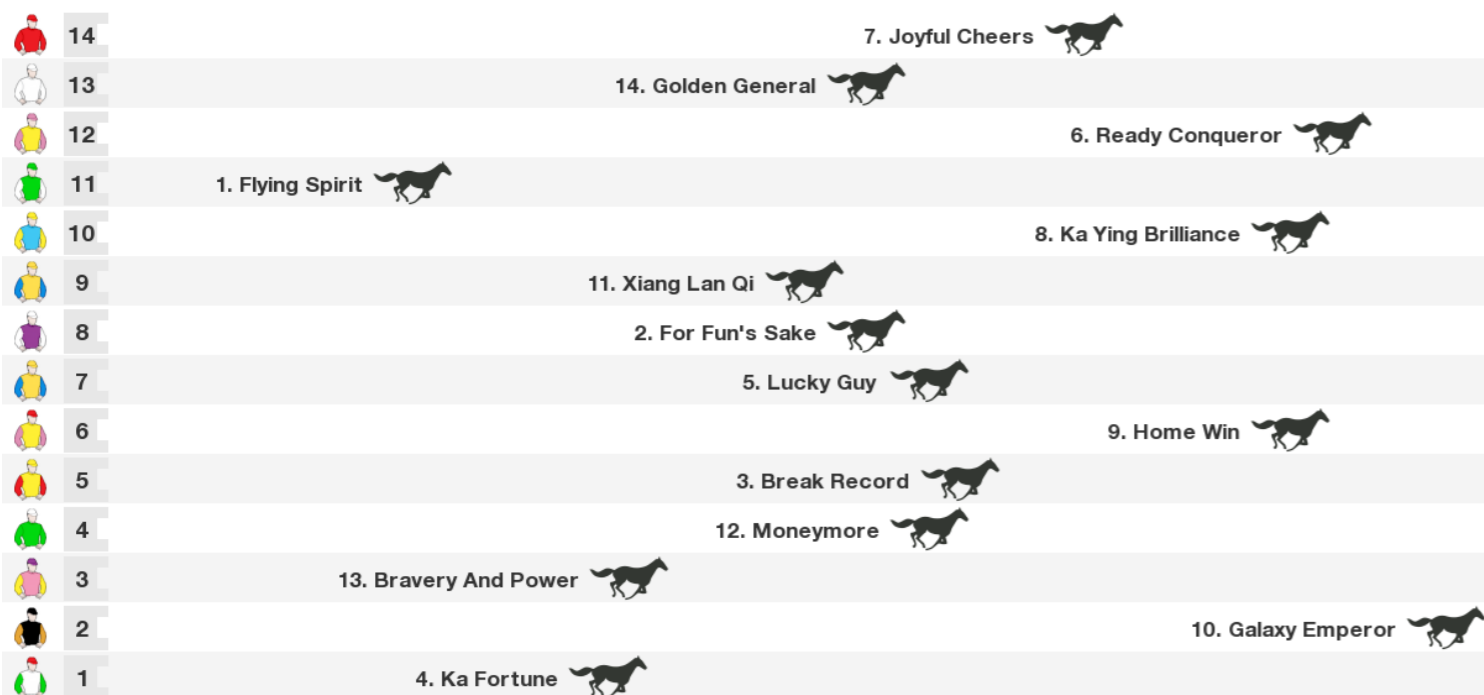 14 7. Joyful Cheers
13 14. Golden General
12 6. Ready Conqueror
11 1. Flying Spirit
10 8. Ka Ying Brilliance
9 11. Xiang Lan Qi
8 2. For Fun's Sake
7 5. Lucky Guy
6 9. Home Win
5 3. Break Record
4 12. Moneymore
3 13. Bravery And Power
2 10. Galaxy Emperor
1 4. Ka Fortune